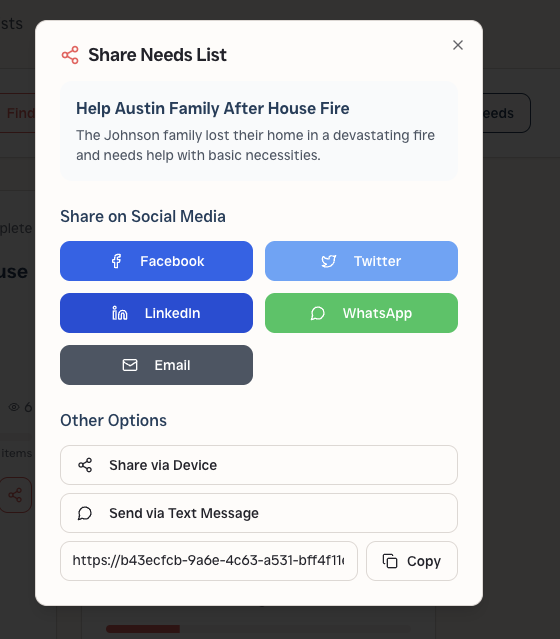 sts
Share Needs List
Find
eeds
Help Austin Family After House Fire
The Johnson family lost their home in a devastating fire
and needs help with basic necessities.
Share on Social Media
plete
Facebook
Twitter
use
LinkedIn
WhatsApp
Email
6
Other Options
items
Share via Device
Send via Text Message
https://b43ecfcb-9a6e-4c63-a531-bff4f11
Copy